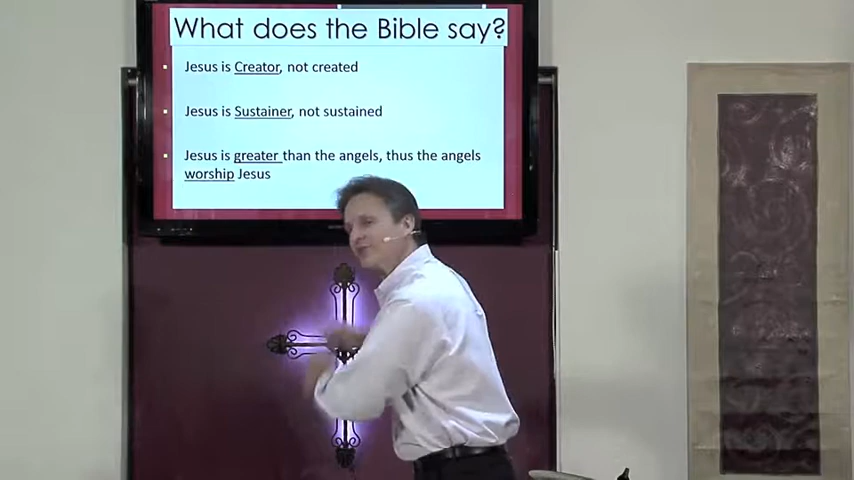 What does the Bible say?
Jesus is Creator, not created
Jesus is Sustainer, not sustained
Jesus is greater than the angels, thus the angels
worship Jesus